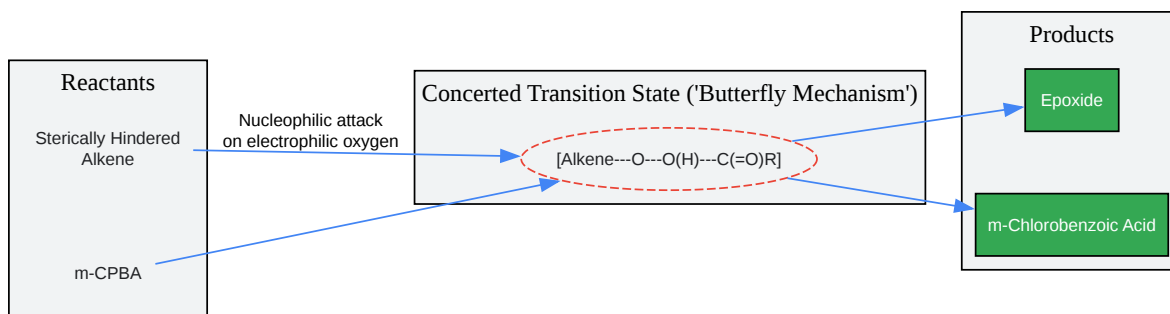 Reactants
Sterically Hindered
Alkene
m-CPBA
Nucleophilic attack
on electrophilic oxygen
Concerted Transition State ('Butterfly Mechanism')
[Alkene---O---O(H)---C(=O)R]
Products
Epoxide
m-Chlorobenzoic Acid